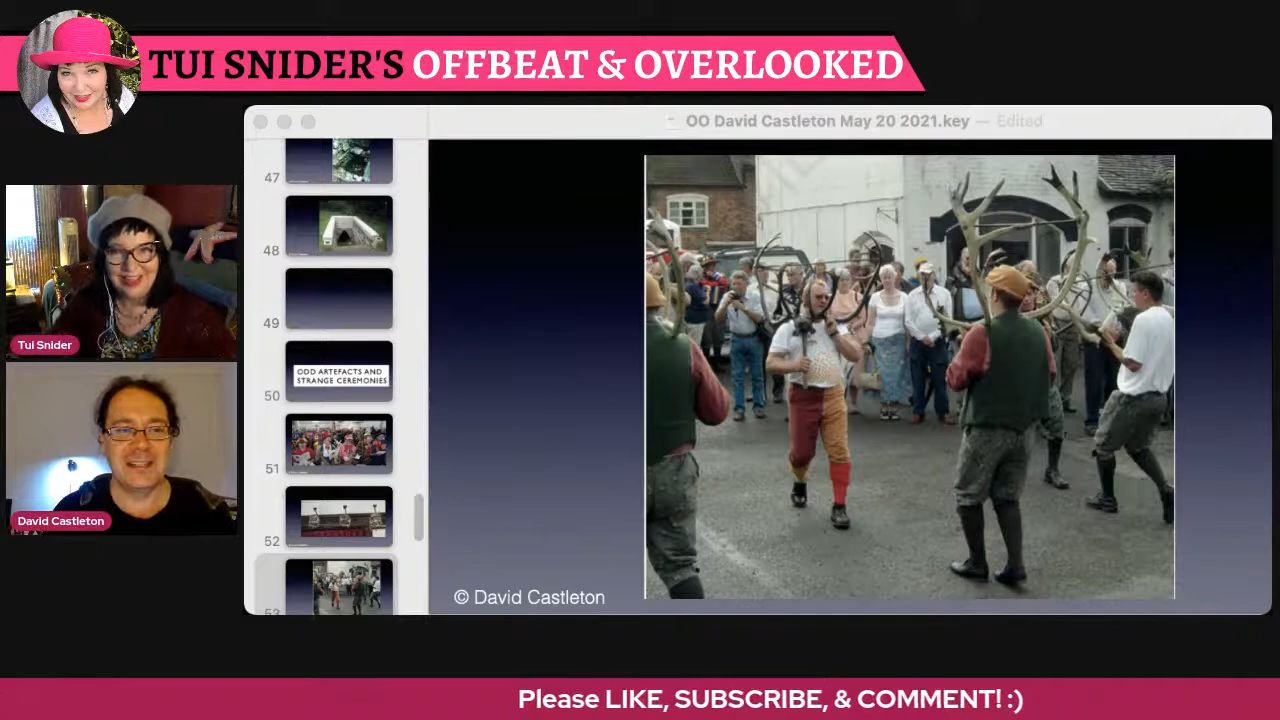 TUI SNIDER'S OFFBEAT & OVERLOOKED
OO David Castleton May 20 2021.key — Edited
47
48
49
50
ODD ARTEFACTS AND
STRANGE CEREMONIES
51
52
53
Tui Snider
David Castleton
© David Castleton
Please LIKE, SUBSCRIBE, & COMMENT! :)